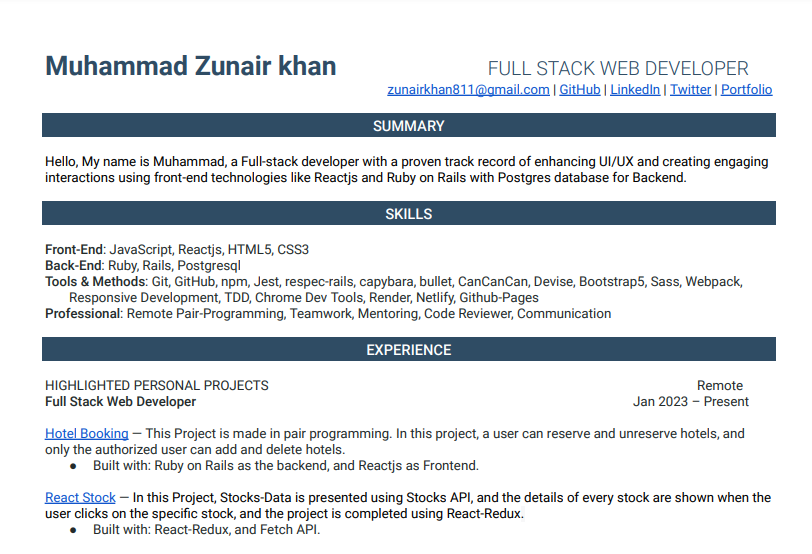 Muhammad Zunair khan
FULL STACK WEB DEVELOPER
zunairkhan811@gmail.com | GitHub | LinkedIn | Twitter | Portfolio
SUMMARY
Hello, My name is Muhammad, a Full-stack developer with a proven track record of enhancing UI/UX and creating engaging
interactions using front-end technologies like Reactjs and Ruby on Rails with Postgres database for Backend.
SKILLS
Front-End: JavaScript, Reactjs, HTML5, CSS3
Back-End: Ruby, Rails, Postgresql
Tools & Methods: Git, GitHub, npm, Jest, respec-rails, capybara, bullet, CanCanCan, Devise, Bootstrap5, Sass, Webpack,
Responsive Development, TDD, Chrome Dev Tools, Render, Netlify, Github-Pages
Professional: Remote Pair-Programming, Teamwork, Mentoring, Code Reviewer, Communication
EXPERIENCE
HIGHLIGHTED PERSONAL PROJECTS Remote
Full Stack Web Developer Jan 2023 – Present
Hotel Booking — This Project is made in pair programming. In this project, a user can reserve and unreserve hotels, and
only the authorized user can add and delete hotels.
● Built with: Ruby on Rails as the backend, and Reactjs as Frontend.
React Stock — In this Project, Stocks-Data is presented using Stocks API, and the details of every stock are shown when the
user clicks on the specific stock, and the project is completed using React-Redux.
● Built with: React-Redux, and Fetch API.